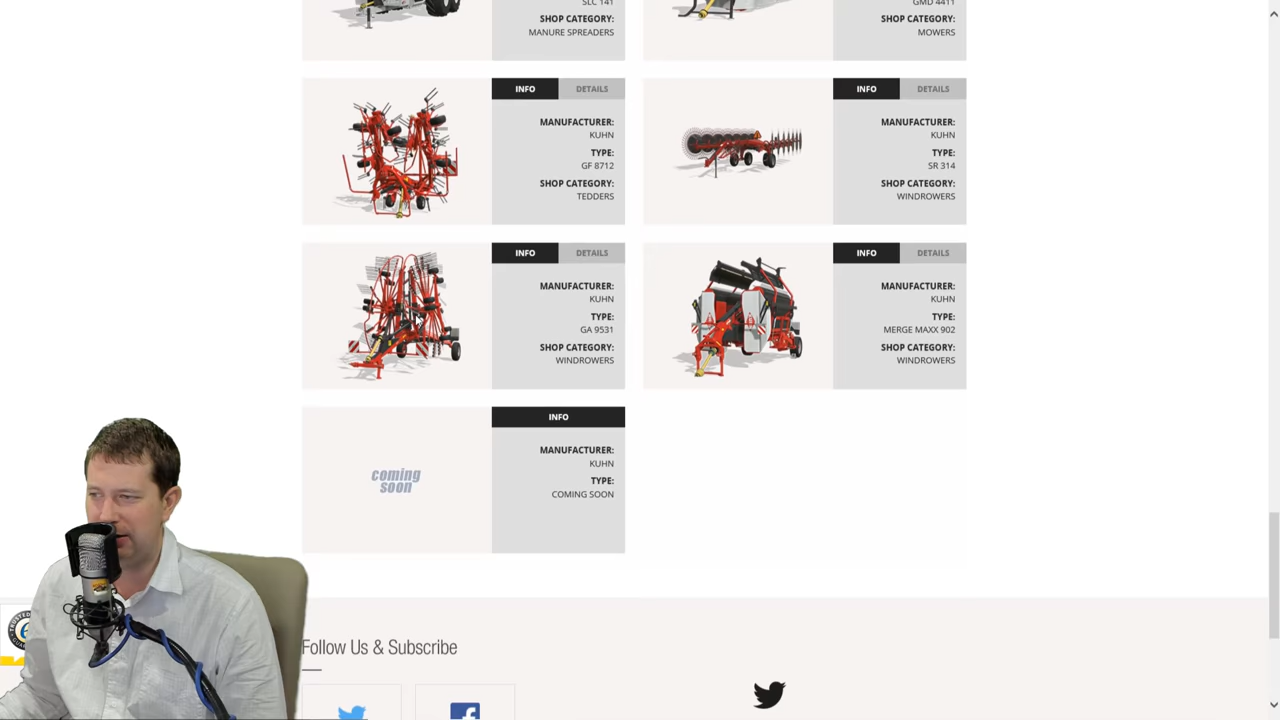 SLC 141
SHOP CATEGORY:
MANURE SPREADERS
GMD 4411
SHOP CATEGORY:
MOWERS
INFO DETAILS
MANUFACTURER:
KUHN
TYPE:
GF 8712
SHOP CATEGORY:
TEDDERS
INFO DETAILS
MANUFACTURER:
KUHN
TYPE:
SR 314
SHOP CATEGORY:
WINDROWERS
INFO DETAILS
MANUFACTURER:
KUHN
TYPE:
GA 9531
SHOP CATEGORY:
WINDROWERS
INFO DETAILS
MANUFACTURER:
KUHN
TYPE:
MERGE MAXX 902
SHOP CATEGORY:
WINDROWERS
coming
soon
INFO
MANUFACTURER:
KUHN
TYPE:
COMING SOON
Follow Us & Subscribe